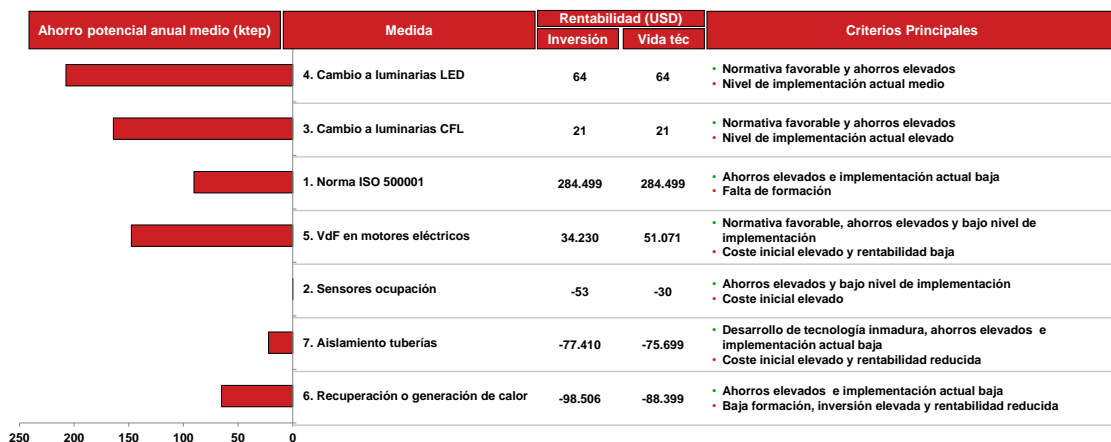 Ahorro potencial anual medio (ktep)
Medida
Rentabilidad (USD)
Inversión
Vida téc
Criterios Principales
4. Cambio a luminarias LED
64
64
• Normativa favorable y ahorros elevados
• Nivel de implementación actual medio
3. Cambio a luminarias CFL
21
21
• Normativa favorable y ahorros elevados
• Nivel de implementación actual elevado
1. Norma ISO 500001
284.499
284.499
• Ahorros elevados e implementación actual baja
• Falta de formación
5. VdF en motores eléctricos
34.230
51.071
• Normativa favorable, ahorros elevados y bajo nivel de
implementación
• Coste inicial elevado y rentabilidad baja
2. Sensores ocupación
-53
-30
• Ahorros elevados y bajo nivel de implementación
• Coste inicial elevado
7. Aislamiento tuberías
-77.410
-75.699
• Desarrollo de tecnología inmadura, ahorros elevados e
implementación actual baja
• Coste inicial elevado y rentabilidad reducida
6. Recuperación o generación de calor
-98.506
-88.399
• Ahorros elevados e implementación actual baja
• Baja formación, inversión elevada y rentabilidad reducida
250 200 150 100 50 0